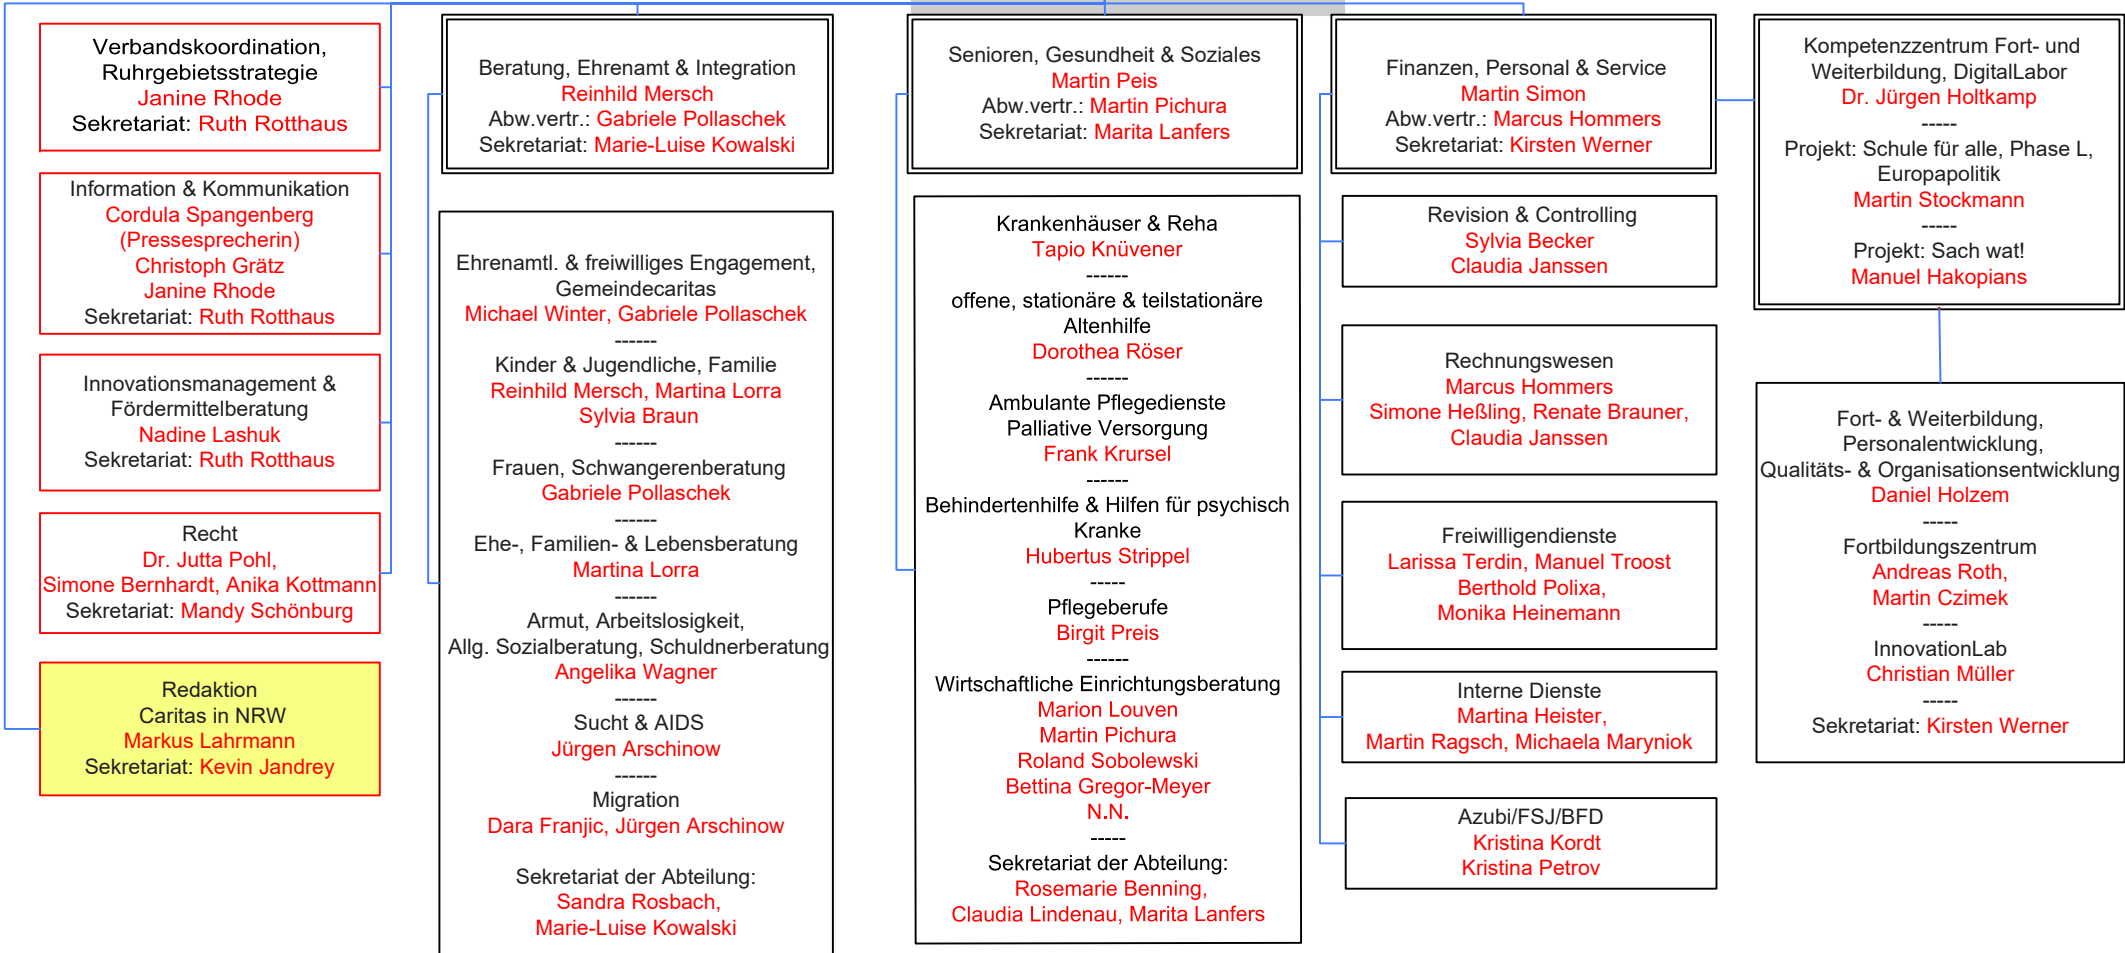 Verbandskoordination,
Ruhrgebietsstrategie
Janine Rhode
Sekretariat: Ruth Rotthaus
Information & Kommunikation
Cordula Spangenberg
(Pressesprecherin)
Christoph Grätz
Janine Rhode
Sekretariat: Ruth Rotthaus
Innovationsmanagement &
Fördermittelberatung
Nadine Lashuk
Sekretariat: Ruth Rotthaus
Recht
Dr. Jutta Pohl,
Simone Bernhardt, Anika Kottmann
Sekretariat: Mandy Schönburg
Redaktion
Caritas in NRW
Markus Lahrmann
Sekretariat: Kevin Jandrey
Beratung, Ehrenamt & Integration
Reinhild Mersch
Abw.vertr.: Gabriele Pollaschek
Sekretariat: Marie-Luise Kowalski
Ehrenamtl. & freiwilliges Engagement,
Gemeindecaritas
Michael Winter, Gabriele Pollaschek
------
Kinder & Jugendliche, Familie
Reinhild Mersch, Martina Lorra
Sylvia Braun
------
Frauen, Schwangerenberatung
Gabriele Pollaschek
------
Ehe-, Familien- & Lebensberatung
Martina Lorra
------
Armut, Arbeitslosigkeit,
Allg. Sozialberatung, Schuldnerberatung
Angelika Wagner
------
Sucht & AIDS
Jürgen Arschinow
------
Migration
Dara Franjic, Jürgen Arschinow
Sekretariat der Abteilung:
Sandra Rosbach,
Marie-Luise Kowalski
Senioren, Gesundheit & Soziales
Martin Peis
Abw.vertr.: Martin Pichura
Sekretariat: Marita Lanfers
Krankenhäuser & Reha
Tapio Knüvener
------
offene, stationäre & teilstationäre
Altenhilfe
Dorothea Röser
------
Ambulante Pflegedienste
Palliative Versorgung
Frank Krursel
------
Behindertenhilfe & Hilfen für psychisch
Kranke
Hubertus Strippel
-----
Pflegeberufe
Birgit Preis
------
Wirtschaftliche Einrichtungsberatung
Marion Louven
Martin Pichura
Roland Sobolewski
Bettina Gregor-Meyer
N.N.
-----
Sekretariat der Abteilung:
Rosemarie Benning,
Claudia Lindenau, Marita Lanfers
Finanzen, Personal & Service
Martin Simon
Abw.vertr.: Marcus Hommers
Sekretariat: Kirsten Werner
Revision & Controlling
Sylvia Becker
Claudia Janssen
Rechnungswesen
Marcus Hommers
Simone Heßling, Renate Brauner,
Claudia Janssen
Freiwilligendienste
Larissa Terdin, Manuel Troost
Berthold Polixa,
Monika Heinemann
Interne Dienste
Martina Heister,
Martin Ragsch, Michaela Maryniok
Azubi/FSJ/BFD
Kristina Kordt
Kristina Petrov
Kompetenzzentrum Fort- und
Weiterbildung, DigitalLabor
Dr. Jürgen Holtkamp
-----
Projekt: Schule für alle, Phase L,
Europapolitik
Martin Stockmann
-----
Projekt: Sach wat!
Manuel Hakopians
Fort- & Weiterbildung,
Personalentwicklung,
Qualitäts- & Organisationsentwicklung
Daniel Holzem
-----
Fortbildungszentrum
Andreas Roth,
Martin Czimek
-----
InnovationLab
Christian Müller
-----
Sekretariat: Kirsten Werner